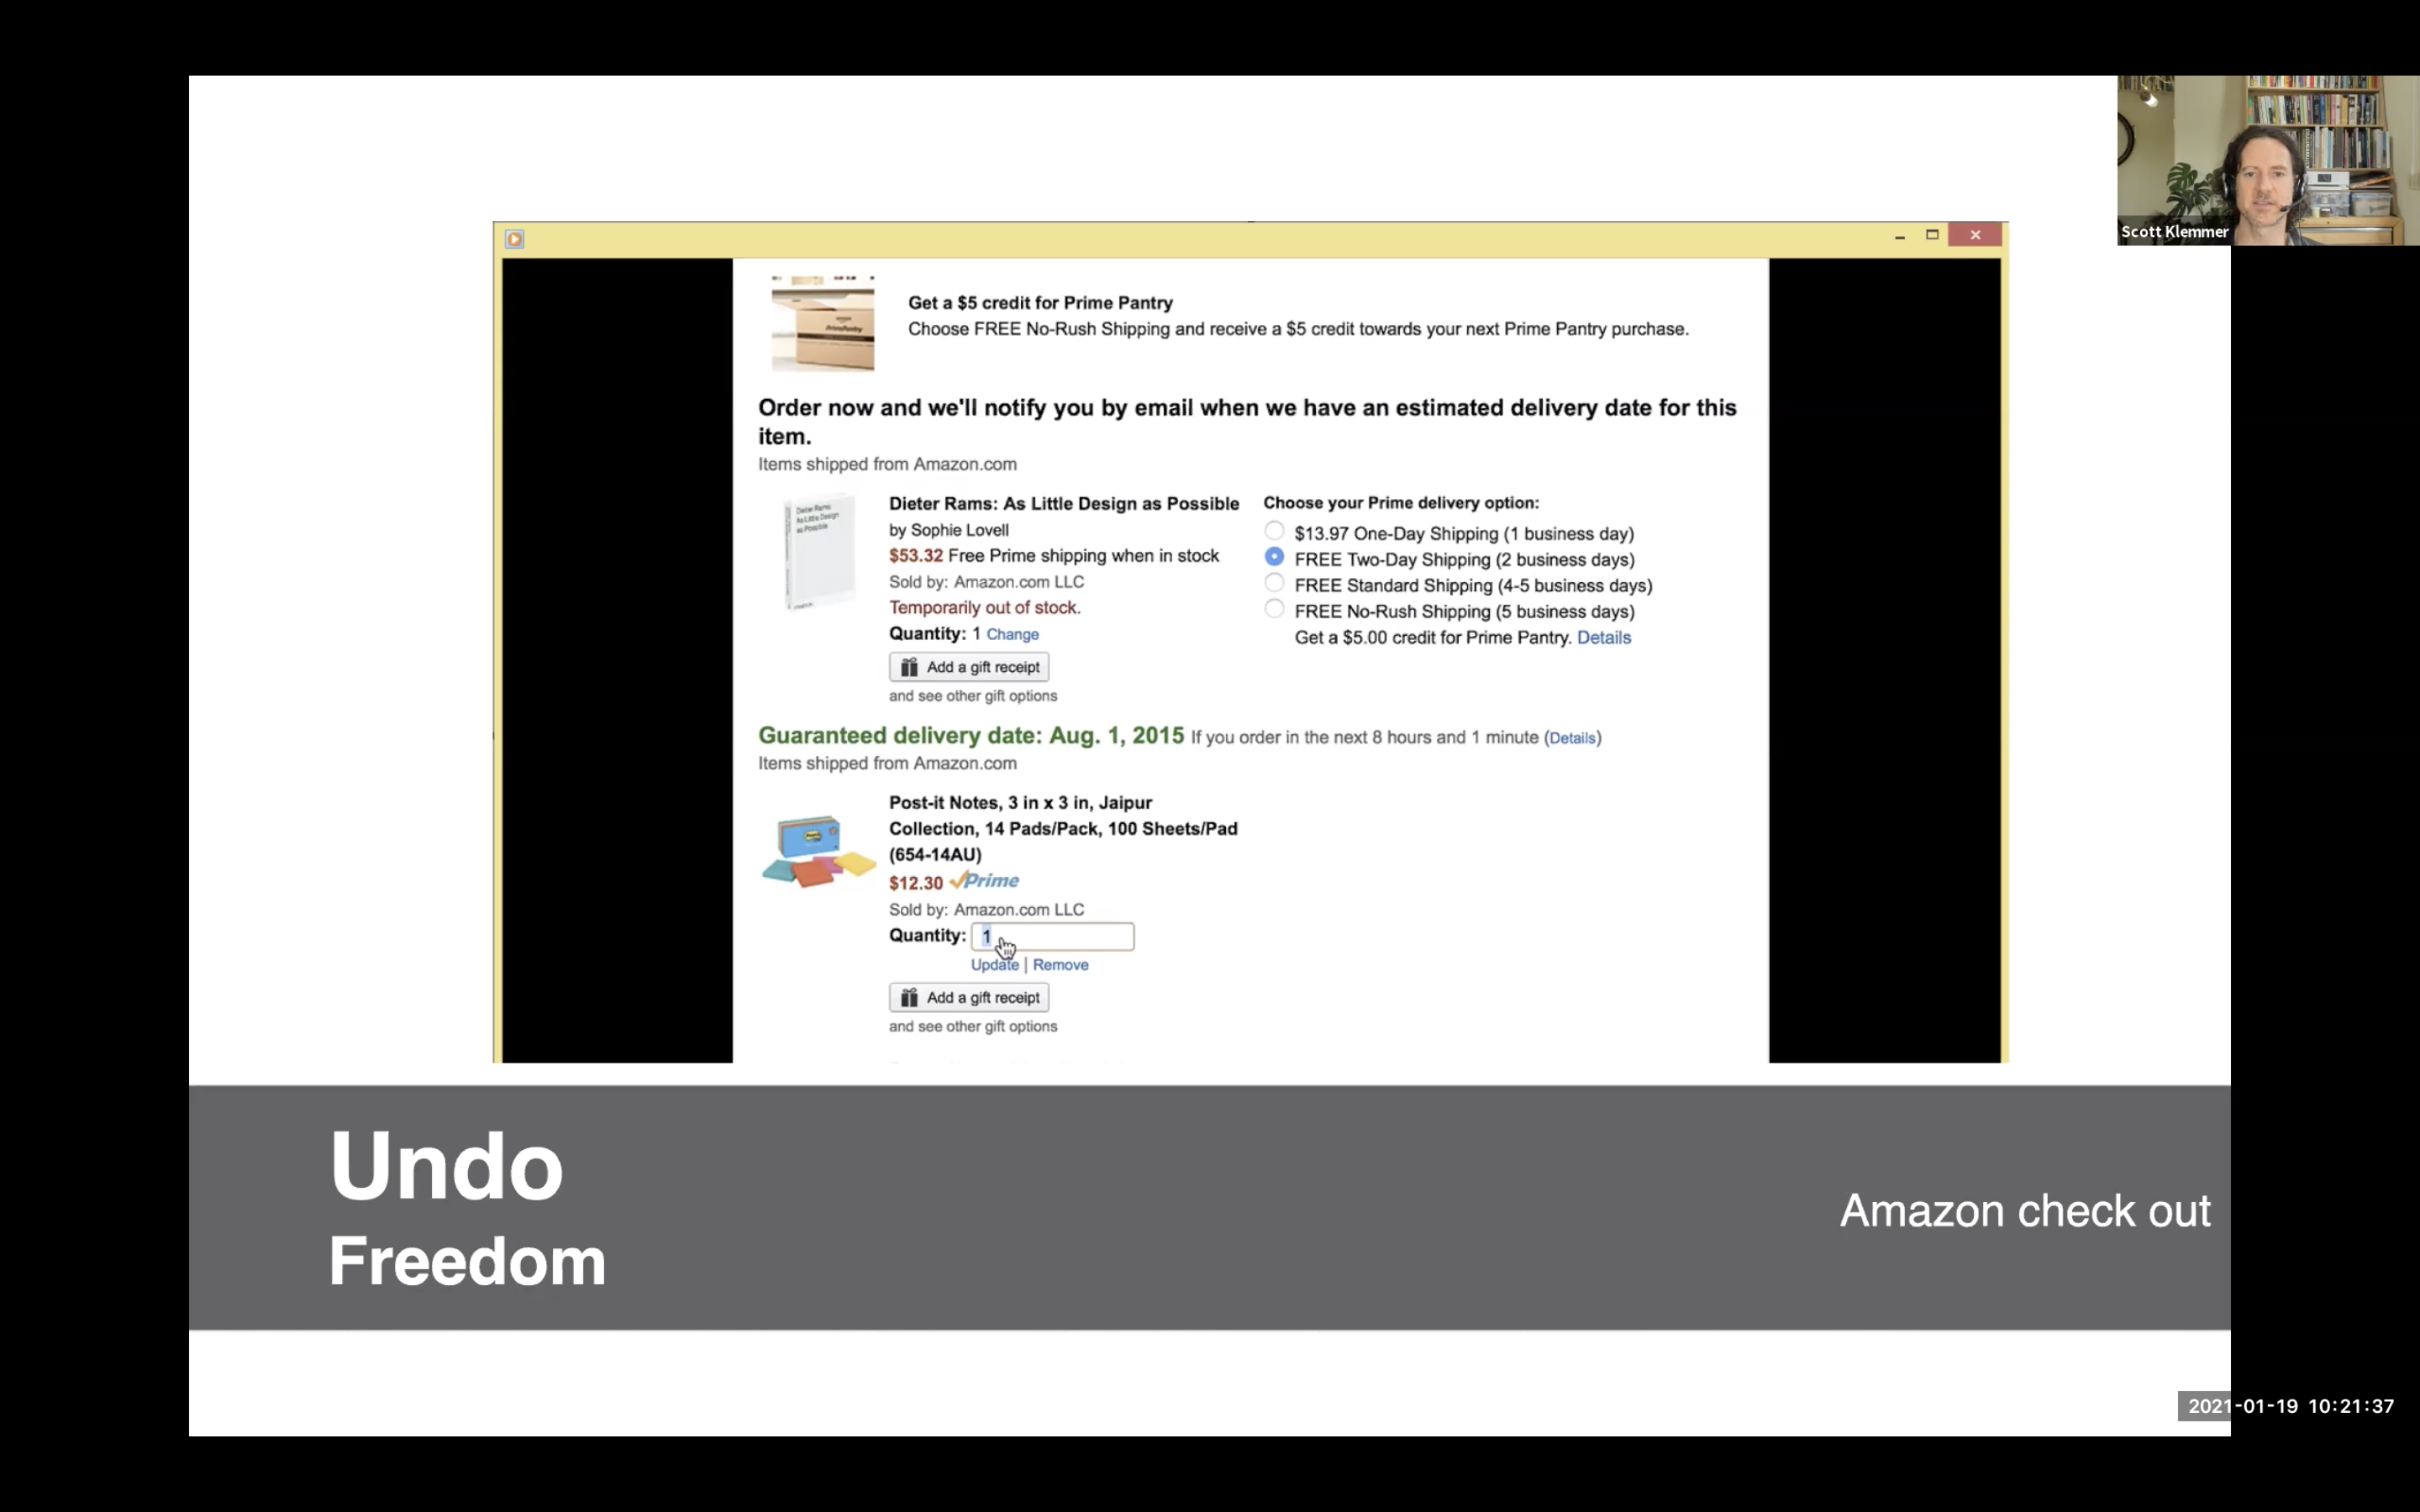 Scott Klemmer
Get a $5 credit for Prime Pantry
Choose FREE No-Rush Shipping and receive a $5 credit towards your next Prime Pantry purchase.
Order now and we'll notify you by email when we have an estimated delivery date for this
item.
Items shipped from Amazon.com
Dieter Rams:
As Little Design
as Possible
Dieter Rams: As Little Design as Possible
by Sophie Lovell
$53.32 Free Prime shipping when in stock
Sold by: Amazon.com LLC
Temporarily out of stock.
Quantity: 1 Change
Add a gift receipt
and see other gift options
Choose your Prime delivery option:
$13.97 One-Day Shipping (1 business day)
FREE Two-Day Shipping (2 business days)
FREE Standard Shipping (4-5 business days)
FREE No-Rush Shipping (5 business days)
Get a $5.00 credit for Prime Pantry. Details
Guaranteed delivery date: Aug. 1, 2015 If you order in the next 8 hours and 1 minute (Details)
Items shipped from Amazon.com
Post-it Notes, 3 in x 3 in, Jaipur
Collection, 14 Pads/Pack, 100 Sheets/Pad
(654-14AU)
$12.30 Prime
Sold by: Amazon.com LLC
Quantity: 1
Update | Remove
Add a gift receipt
and see other gift options
Undo
Freedom
Amazon check out
2021-01-19 10:21:37